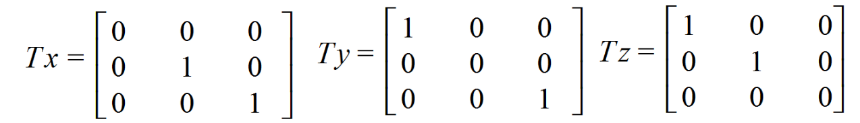 Tx = [ 0 0 0 ] Ty = [ 1 0 0 ] Tz = [ 1 0 0 ]
[ 0 1 0 ] [ 0 0 0 ] [ 0 1 0 ]
[ 0 0 1 ] [ 0 0 1 ] [ 0 0 0 ]